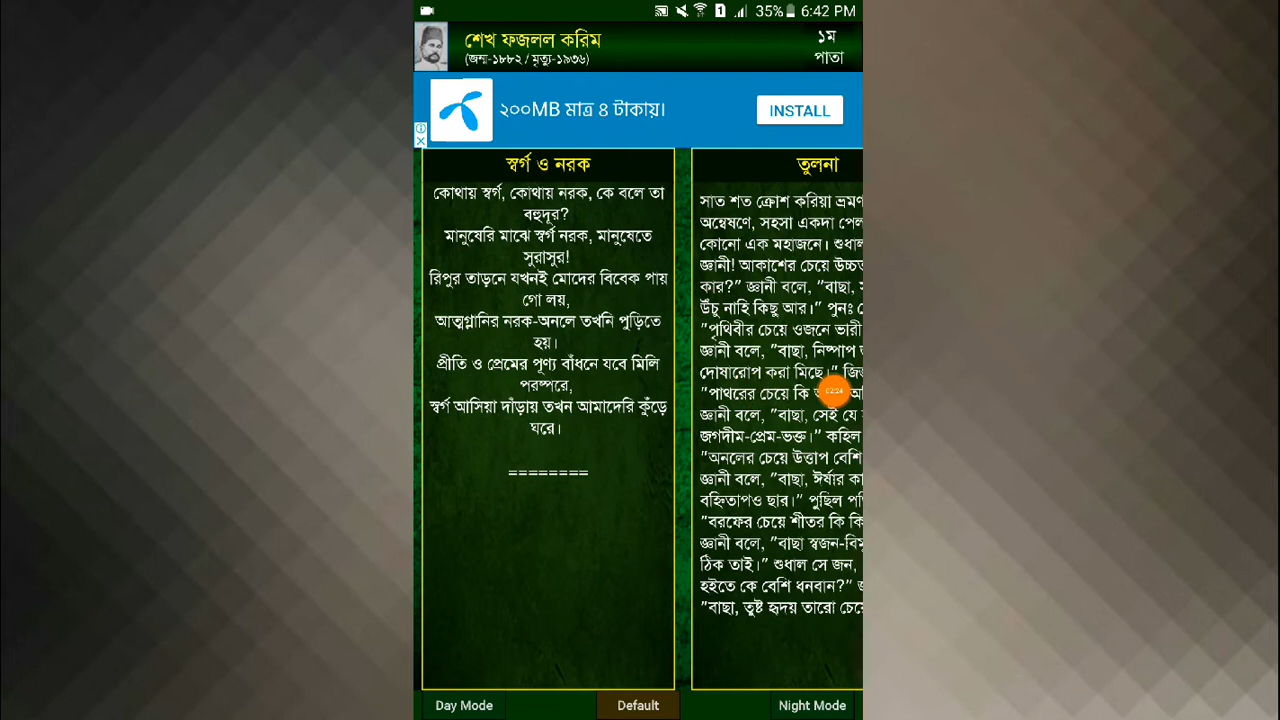 35% 6:42 PM
শেখ ফজলল করিম
(জন্ম-১৮৮২ / মৃত্যু-১৯৩৬)
১ম
পাতা
২০০MB মাত্র ৪ টাকায়।
INSTALL
স্বর্গ ও নরক
কোথায় স্বর্গ, কোথায় নরক, কে বলে তা
বহুদূর?
মানুষেরি মাঝে স্বর্গ নরক, মানুষেতে
সুরাসুর!
রিপুর তাড়নে যখনই মোদের বিবেক পায়
গো লয়,
আত্মগ্লানির নরক-অনলে তখনি পুড়িতে
হয়।
প্রীতি ও প্রেমের পূণ্য বাঁধনে যবে মিলি
পরষ্পরে,
স্বর্গ আসিয়া দাঁড়ায় তখন আমাদেরি কুঁড়ে
ঘরে।
========
তুলনা
সাত শত ক্রোশ করিয়া ভ্রমণ
অন্বেষণে, সহসা একদা পেল
কোনো এক মহাজনে। শুধাল
জ্ঞানী! আকাশের চেয়ে উচ্চত
কার?" জ্ঞানী বলে, "বাছা,
উঁচু নাহি কিছু আর।" পুনঃ
"পৃথিবীর চেয়ে ওজনে ভারী
জ্ঞানী বলে, "বাছা, নিষ্পাপ
দোষারোপ করা মিছে।"
"পাথরের চেয়ে কি
জ্ঞানী বলে, "বাছা, সেই যে
জগদীম-প্রেম-ভক্ত।" কহিল
"অনলের চেয়ে উত্তাপ বেশি
জ্ঞানী বলে, "বাছা, ঈর্ষার
বহ্নিতাপও ছার।" পুছিল
"বরফের চেয়ে শীতর কি
জ্ঞানী বলে, "বাছা স্বজন-বিমু
ঠিক তাই।" শুধাল সে জন,
হইতে কে বেশি ধনবান?"
"বাছা, তুষ্ট হৃদয় তারো চেয়ে
02:24
Day Mode
Default
Night Mode